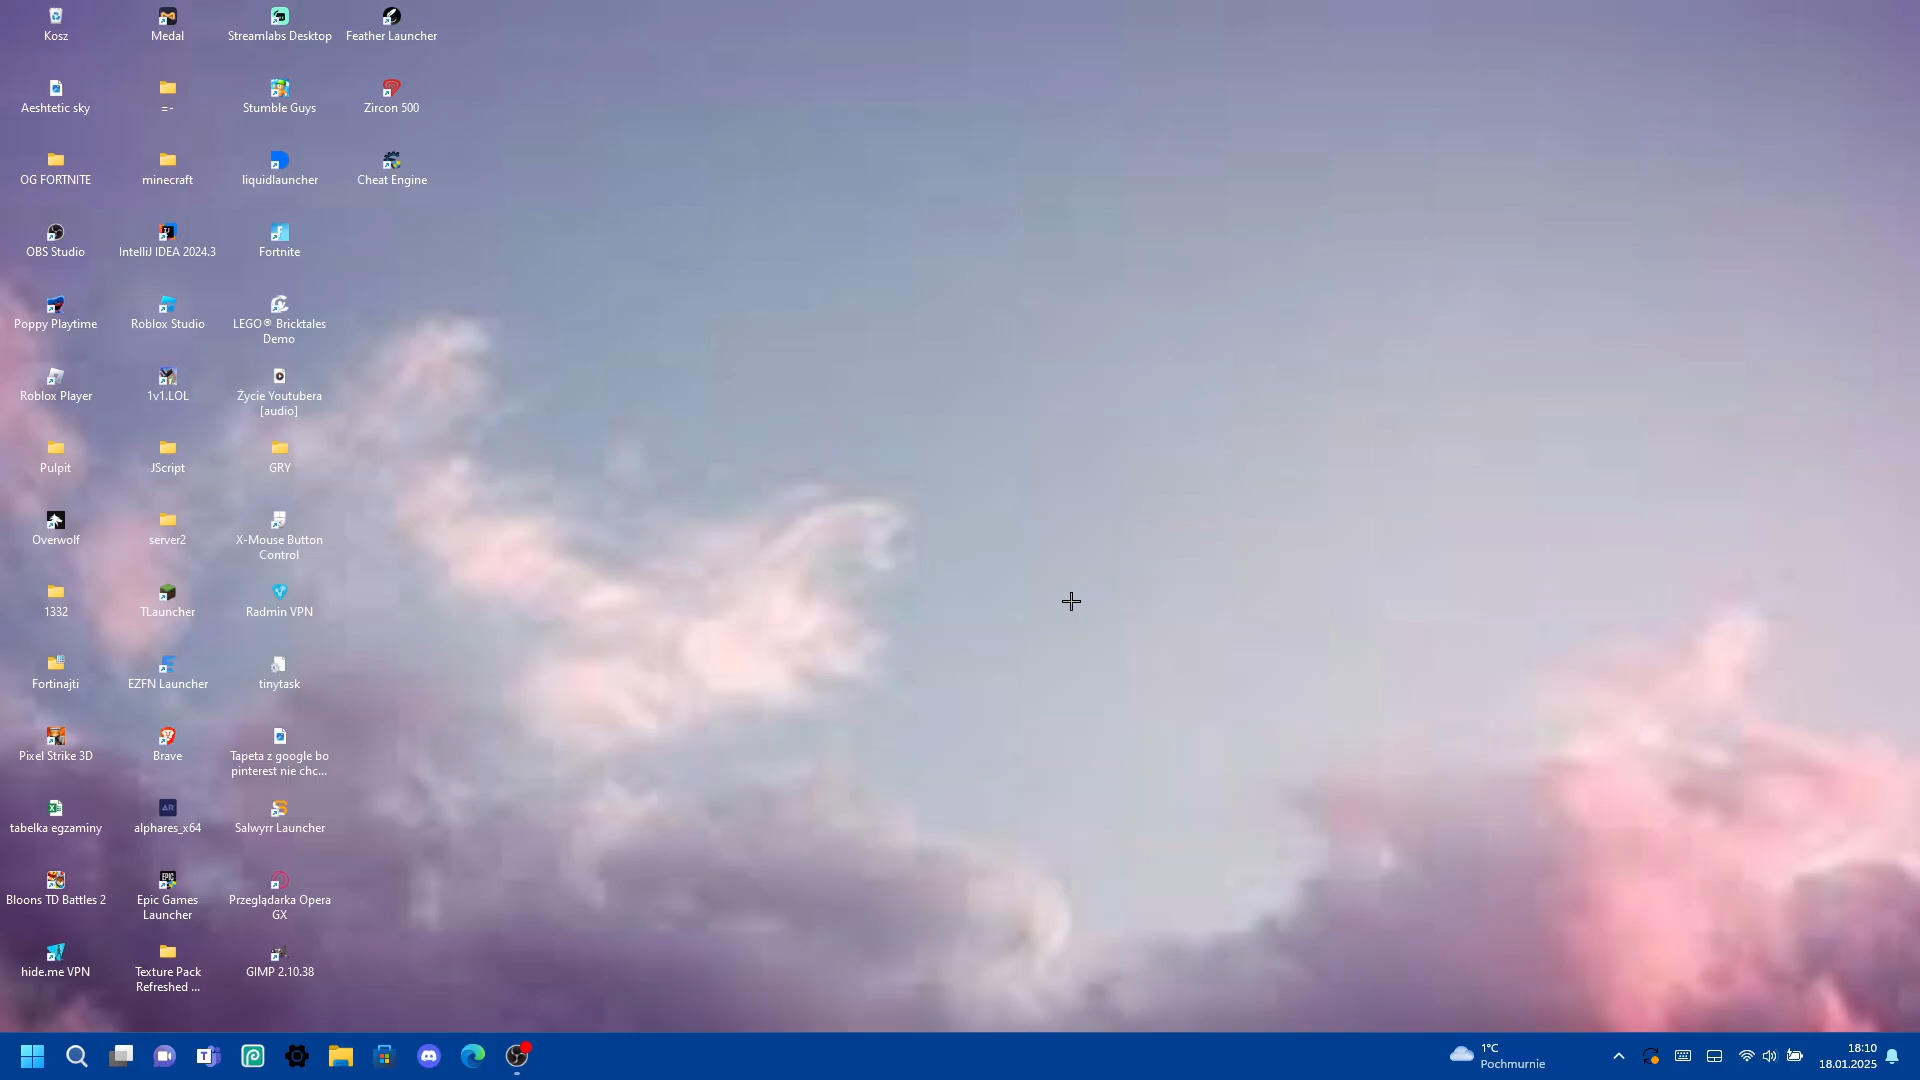 Kosz
Medal
Streamlabs Desktop
Feather Launcher
Aeshtetic sky
=-
Stumble Guys
Zircon 500
OG FORTNITE
minecraft
liquidlauncher
Cheat Engine
OBS Studio
IntelliJ IDEA 2024.3
Fortnite
Poppy Playtime
Roblox Studio
LEGO® Bricktales
Demo
Roblox Player
1v1.LOL
Życie Youtubera
[audio]
Pulpit
JScript
GRY
Overwolf
server2
X-Mouse Button
Control
1332
TLauncher
Radmin VPN
Fortinajti
EZFN Launcher
tinytask
Pixel Strike 3D
Brave
Tapeta z google bo
pinterest nie chc...
tabelka egzaminy
AR
alphares_x64
Salwyrr Launcher
Bloons TD Battles 2
EPIC
Epic Games
Launcher
Przeglądarka Opera
GX
hide.me VPN
Texture Pack
Refreshed ...
GIMP 2.10.38
1°C
Pochmurnie
18:10
18.01.2025